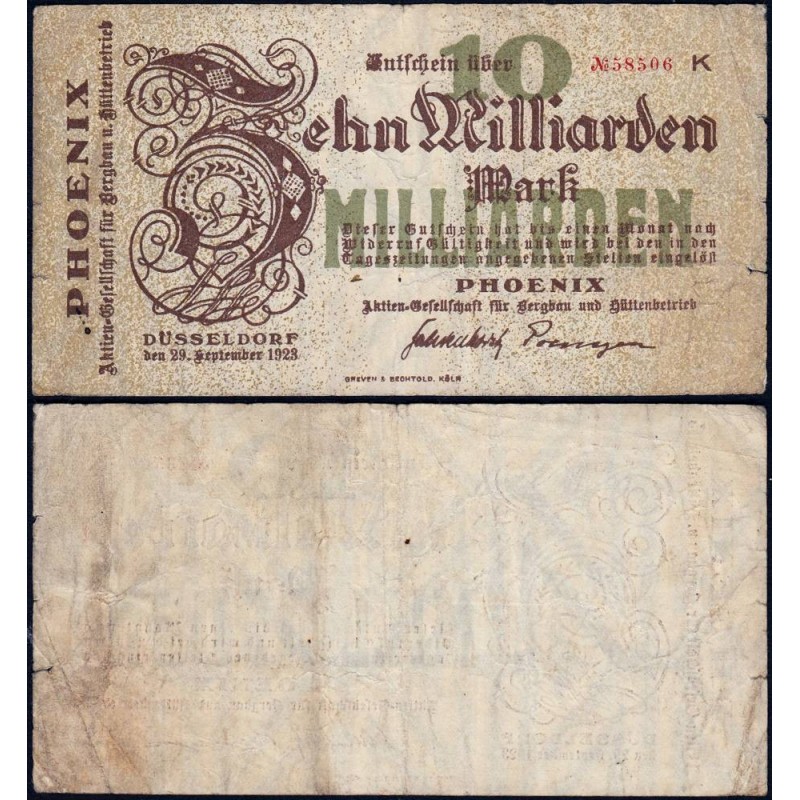 PHOENIX
Aktien-Gesellschaft für Bergbau u. Hüttenbetrieb
10
Gutschein über
№58506 K
Zehn Milliarden
Mark
MILLIARDEN
Dieser Gutschein hat bis einen Monat nach
Widerruf Gültigkeit und wird bei den in den
Tageszeitungen angegebenen Stellen eingelöst
PHOENIX
Aktien-Gesellschaft für Bergbau und Hüttenbetrieb
DÜSSELDORF
den 29. September 1923
GREVEN & BECHTOLD, KÖLN